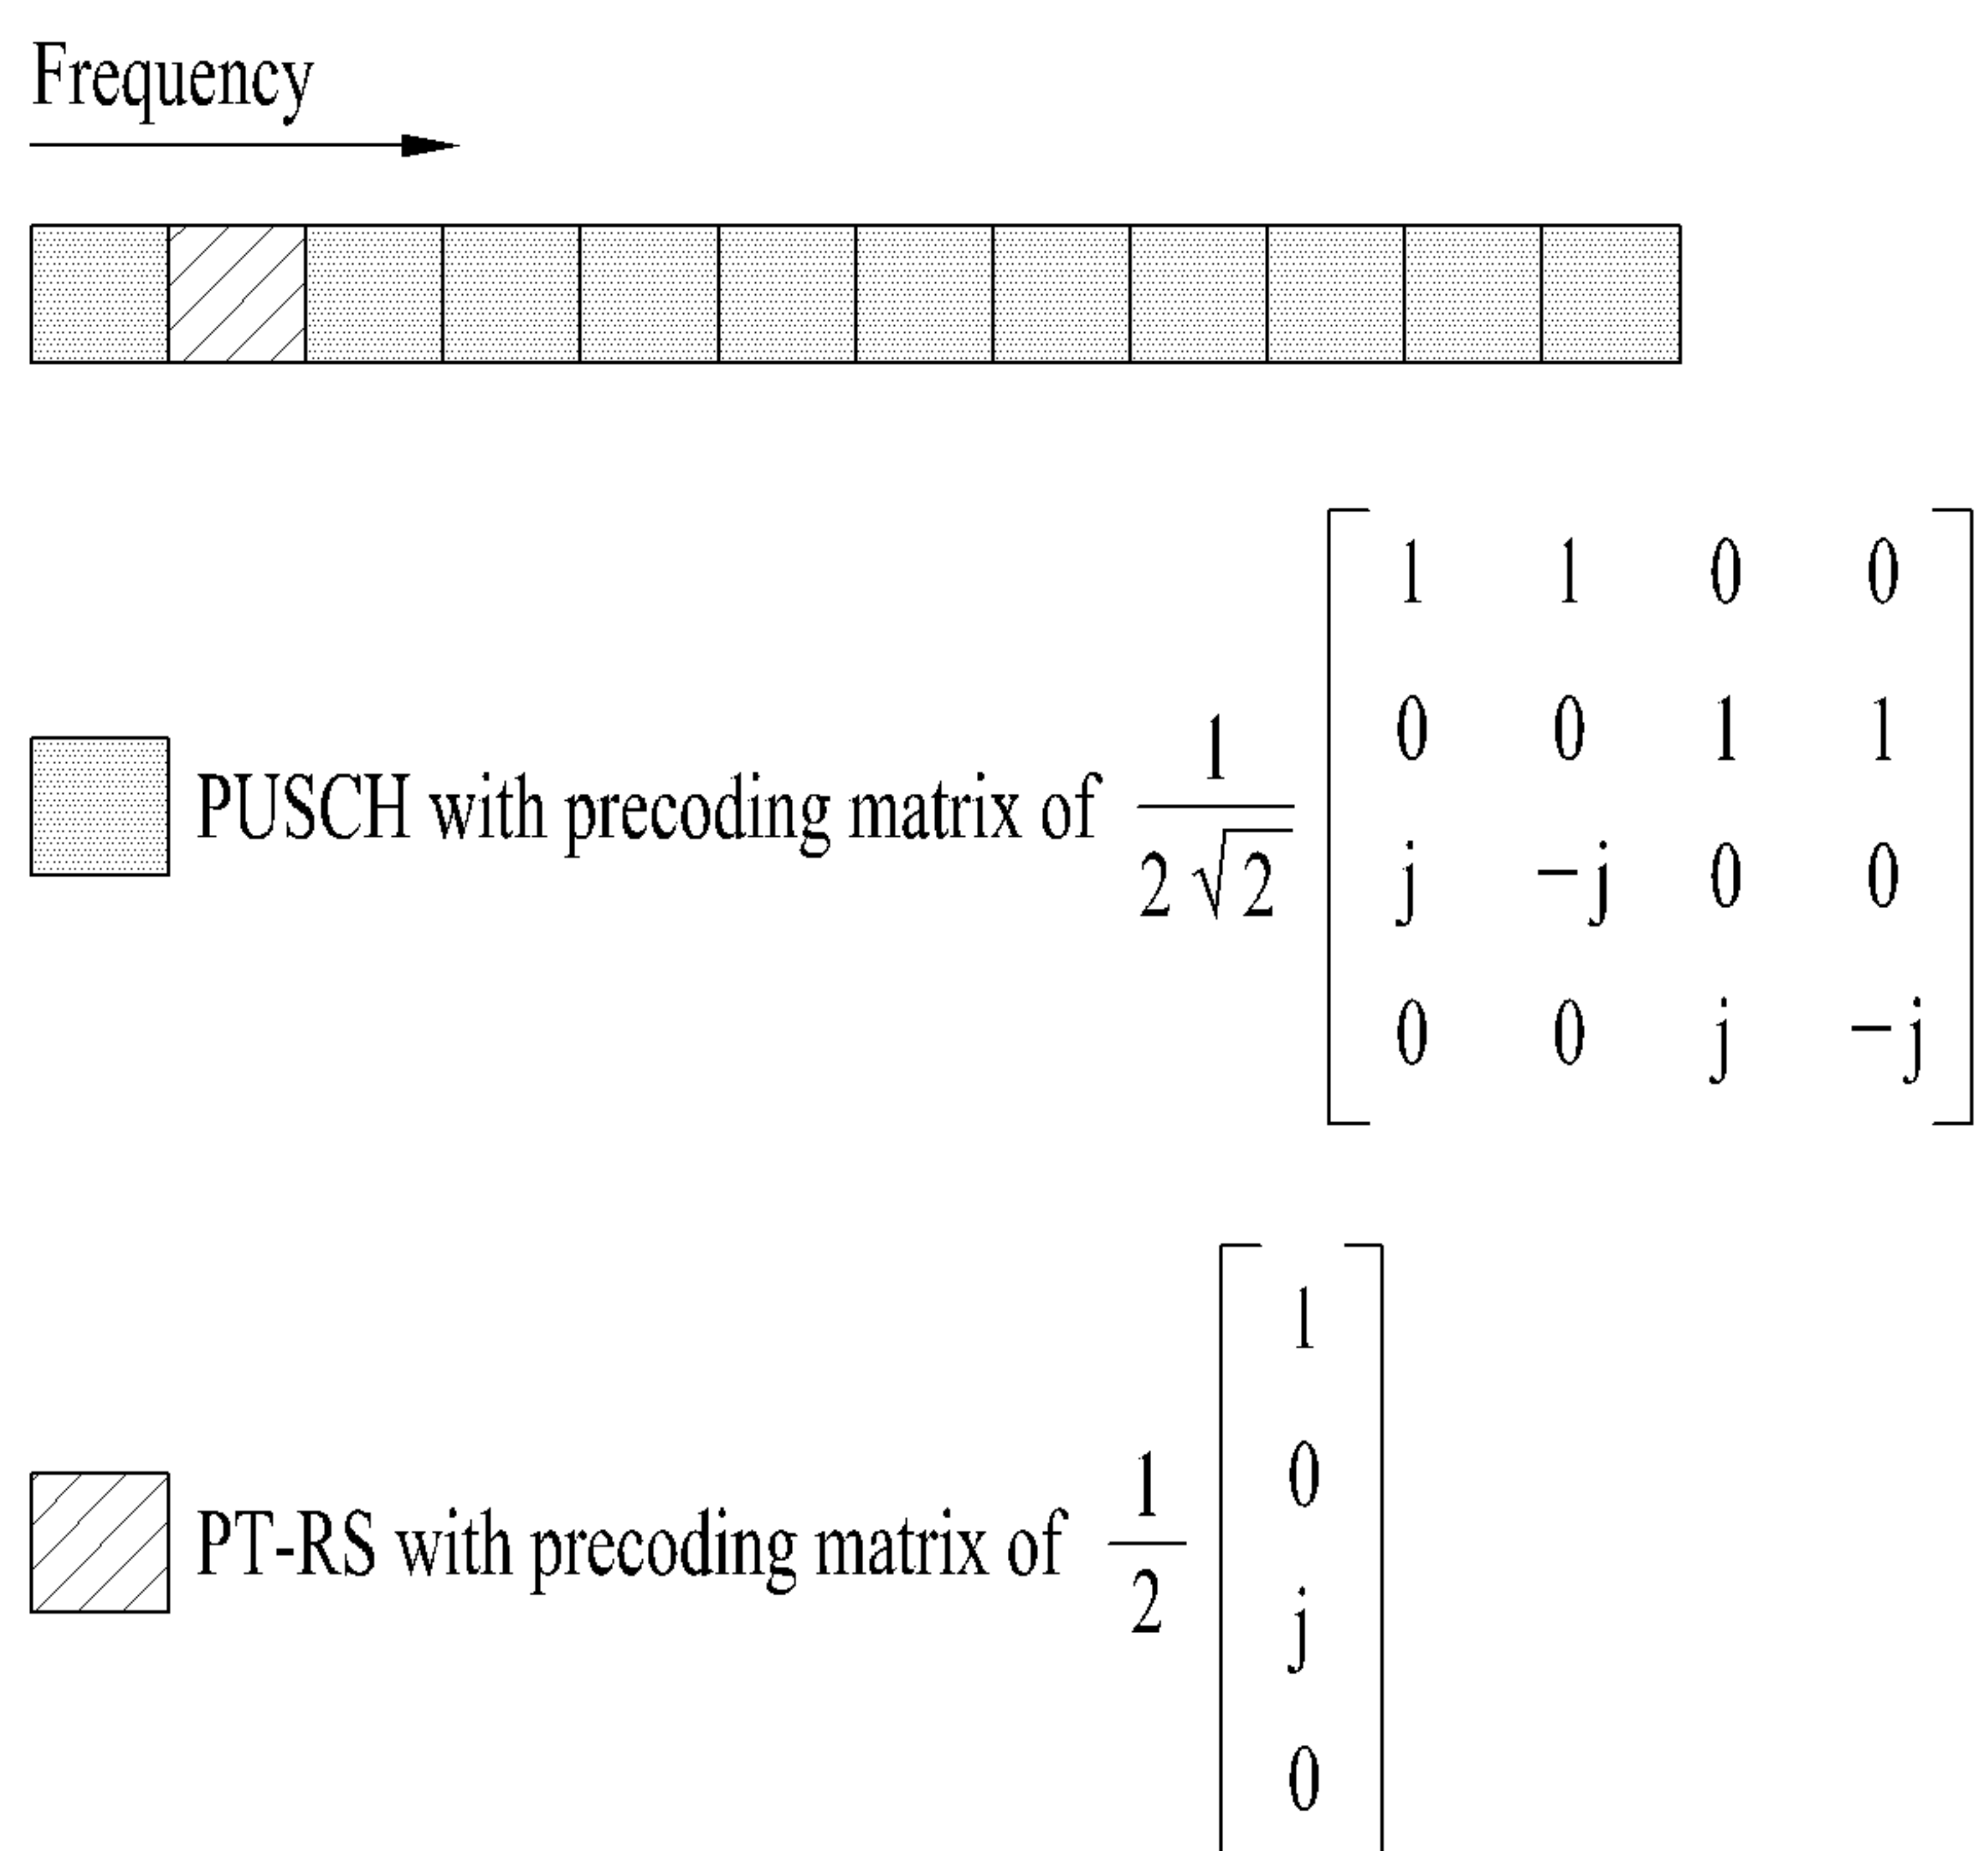 Frequency
PUSCH with precoding matrix of 1 / 2 √2
1 1 0 0
0 0 1 1
j −j 0 0
0 0 j −j
PT-RS with precoding matrix of 1 / 2
1
0
j
0